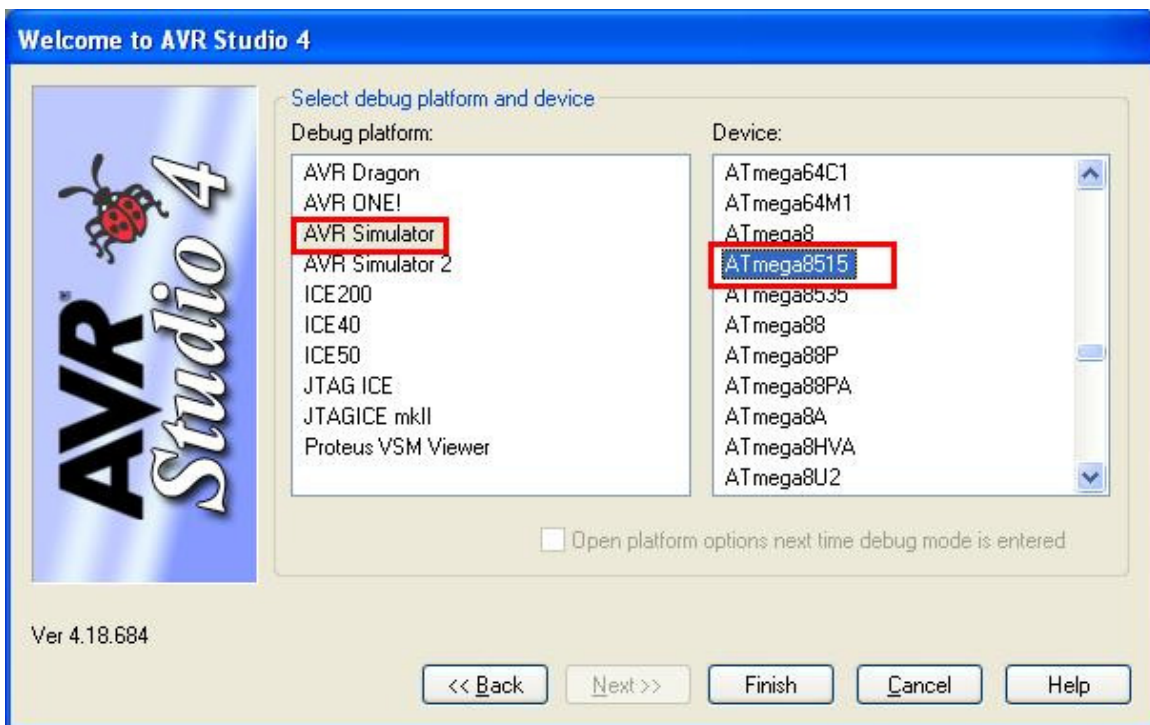 Welcome to AVR Studio 4
AVR Studio 4
Select debug platform and device
Debug platform:
AVR Dragon
AVR ONE!
AVR Simulator
AVR Simulator 2
ICE200
ICE40
ICE50
JTAG ICE
JTAGICE mkII
Proteus VSM Viewer
Device:
ATmega64C1
ATmega64M1
ATmega8
ATmega8515
ATmega8535
ATmega88
ATmega88P
ATmega88PA
ATmega8A
ATmega8HVA
ATmega8U2
Open platform options next time debug mode is entered
Ver 4.18.684
<< Back
Next >>
Finish
Cancel
Help